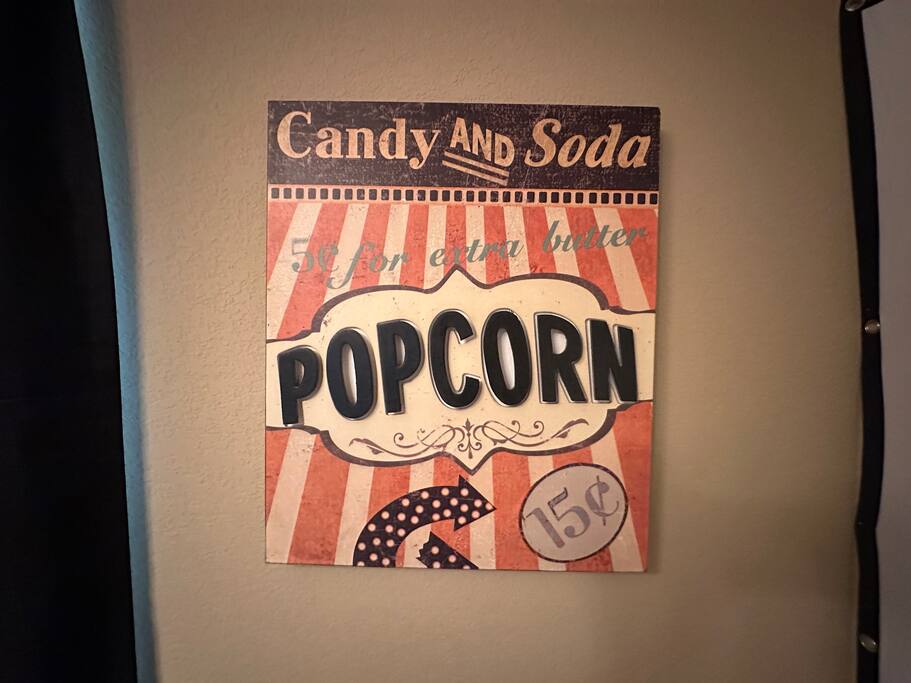 Candy AND Soda
5¢ for extra butter
POPCORN
15¢